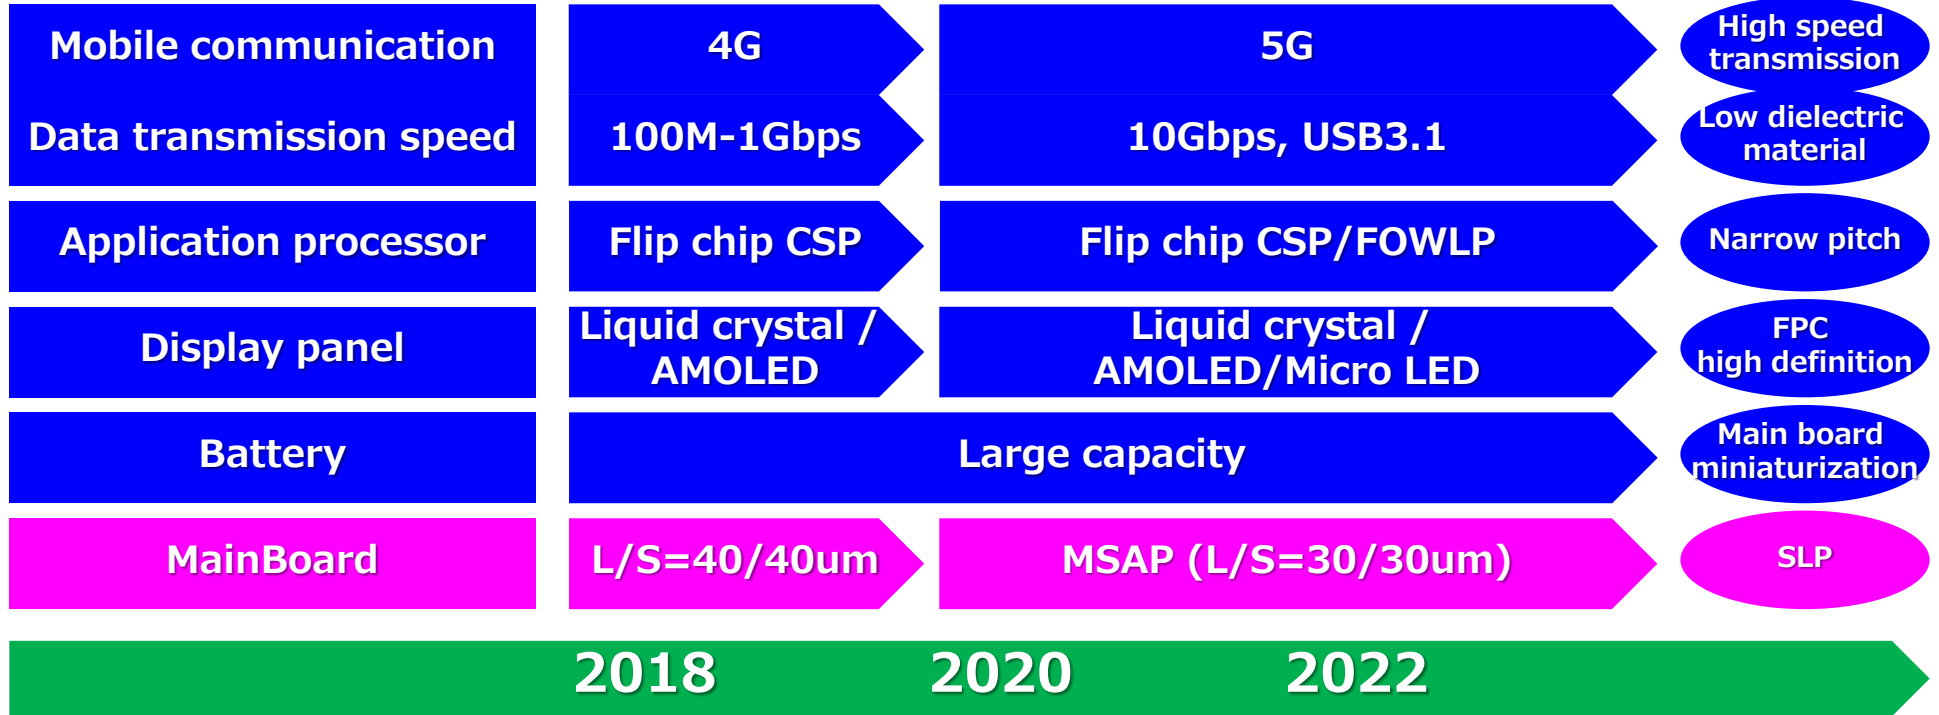 Mobile communication
4G
5G
High speed
transmission
Data transmission speed
100M-1Gbps
10Gbps, USB3.1
Low dielectric
material
Application processor
Flip chip CSP
Flip chip CSP/FOWLP
Narrow pitch
Display panel
Liquid crystal /
AMOLED
Liquid crystal /
AMOLED/Micro LED
FPC
high definition
Battery
Large capacity
Main board
miniaturization
MainBoard
L/S=40/40um
MSAP (L/S=30/30um)
SLP
2018
2020
2022